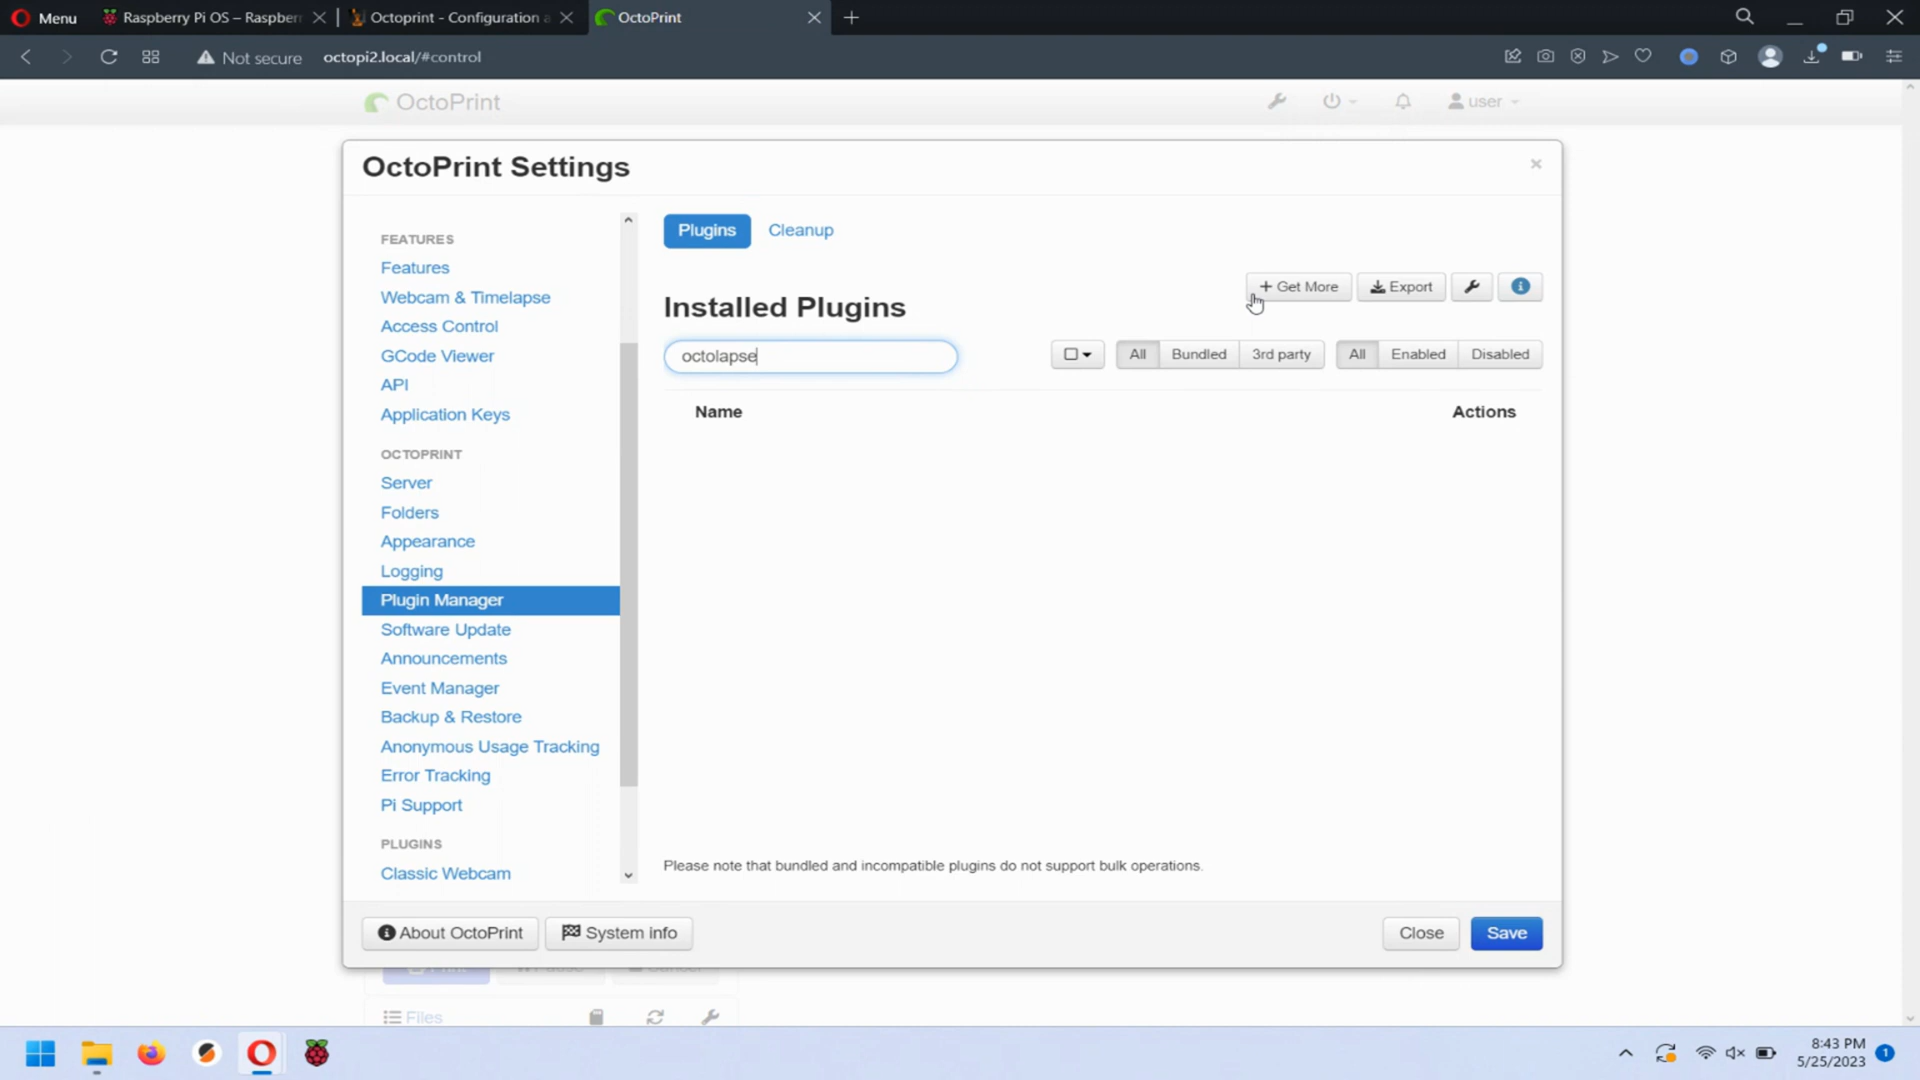 Menu
Raspberry Pi OS – Raspberr
Octoprint - Configuration a
OctoPrint
Not secure
octopi2.local/#control
OctoPrint
user
OctoPrint Settings
FEATURES
Features
Webcam & Timelapse
Access Control
GCode Viewer
API
Application Keys
OCTOPRINT
Server
Folders
Appearance
Logging
Plugin Manager
Software Update
Announcements
Event Manager
Backup & Restore
Anonymous Usage Tracking
Error Tracking
Pi Support
PLUGINS
Classic Webcam
Plugins
Cleanup
Get More
Export
Installed Plugins
octolapse
All
Bundled
3rd party
All
Enabled
Disabled
Name
Actions
Please note that bundled and incompatible plugins do not support bulk operations.
About OctoPrint
System info
Close
Save
Print
Pause
Cancel
Files
8:43 PM
5/25/2023
1